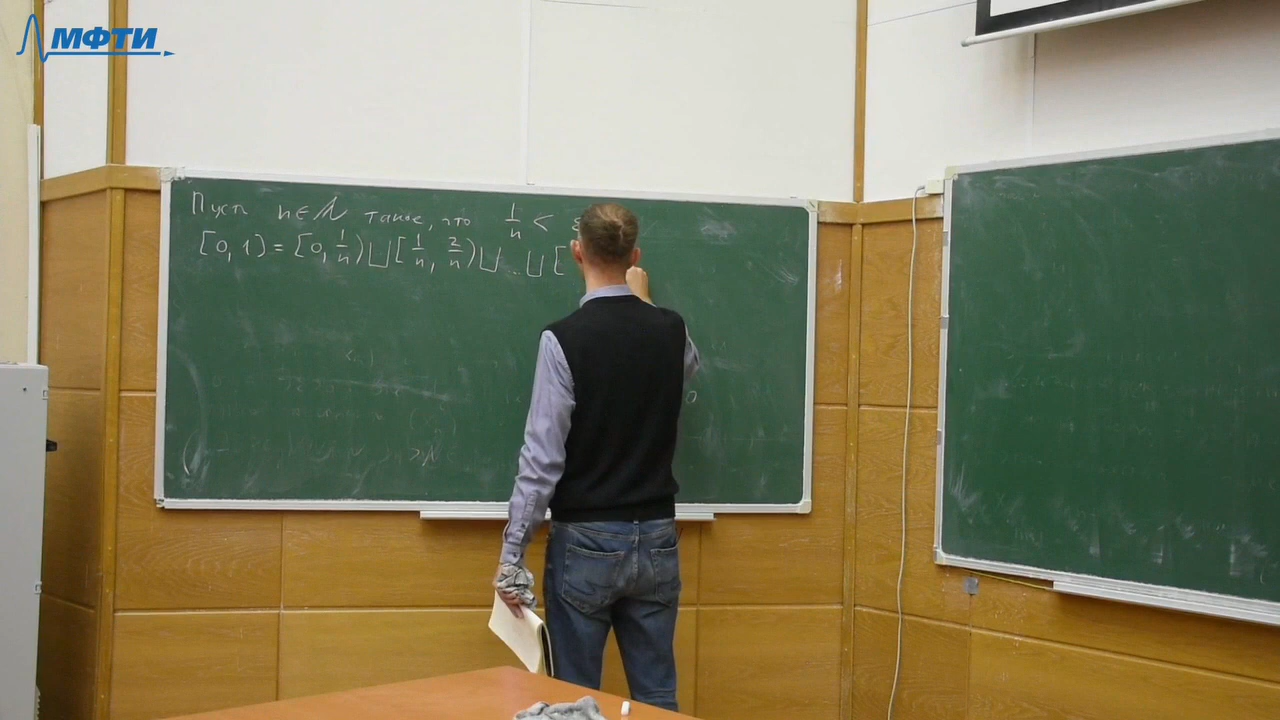 МФТИ
Пусть n∈ℕ такое, что 1/n < ε
[0,1) = [0, 1/n) ⊔ [1/n, 2/n) ⊔ ... ⊔ [